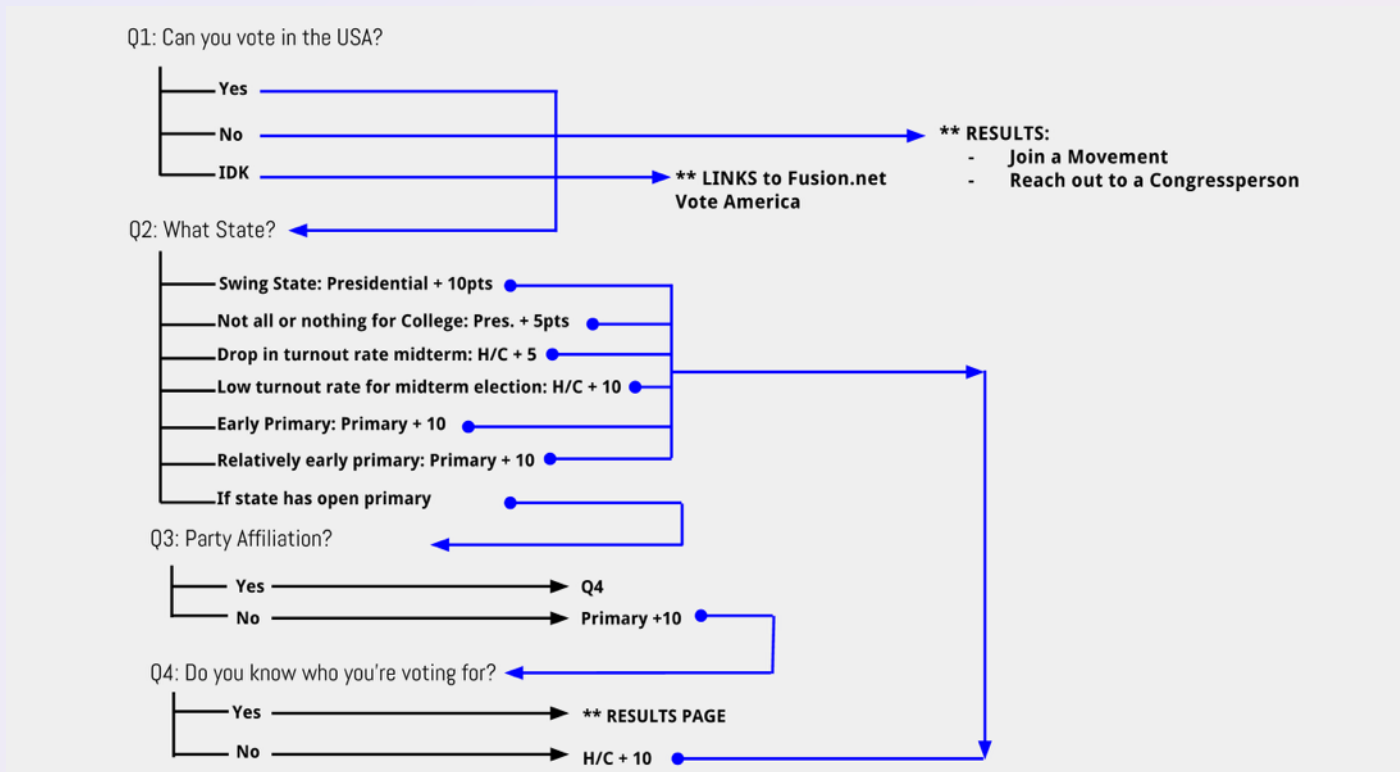 Q1: Can you vote in the USA?
Yes
No
IDK
** RESULTS:
- Join a Movement
- Reach out to a Congressperson
** LINKS to Fusion.net
Vote America
Q2: What State?
Swing State: Presidential + 10pts
Not all or nothing for College: Pres. + 5pts
Drop in turnout rate midterm: H/C + 5
Low turnout rate for midterm election: H/C + 10
Early Primary: Primary + 10
Relatively early primary: Primary + 10
If state has open primary
Q3: Party Affiliation?
Yes Q4
No Primary +10
Q4: Do you know who you're voting for?
Yes ** RESULTS PAGE
No H/C + 10